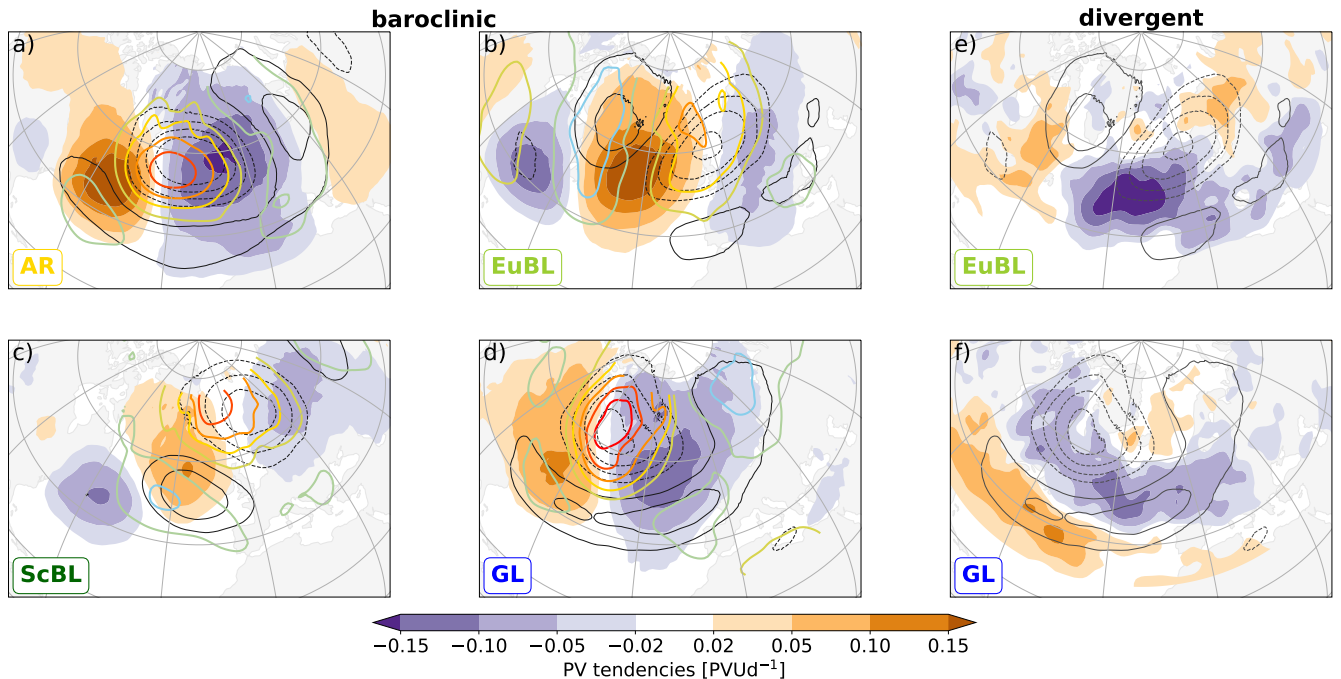 baroclinic
divergent
a)
b)
e)
AR
EuBL
EuBL
c)
d)
f)
ScBL
GL
GL
−0.15 −0.10 −0.05 −0.02 0.02 0.05 0.10 0.15
PV tendencies [PVUd⁻¹]